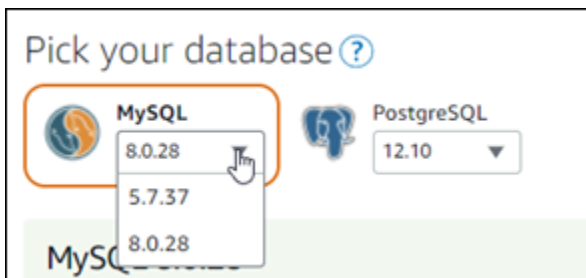 Pick your database ?
MySQL
8.0.28
PostgreSQL
12.10
5.7.37
8.0.28